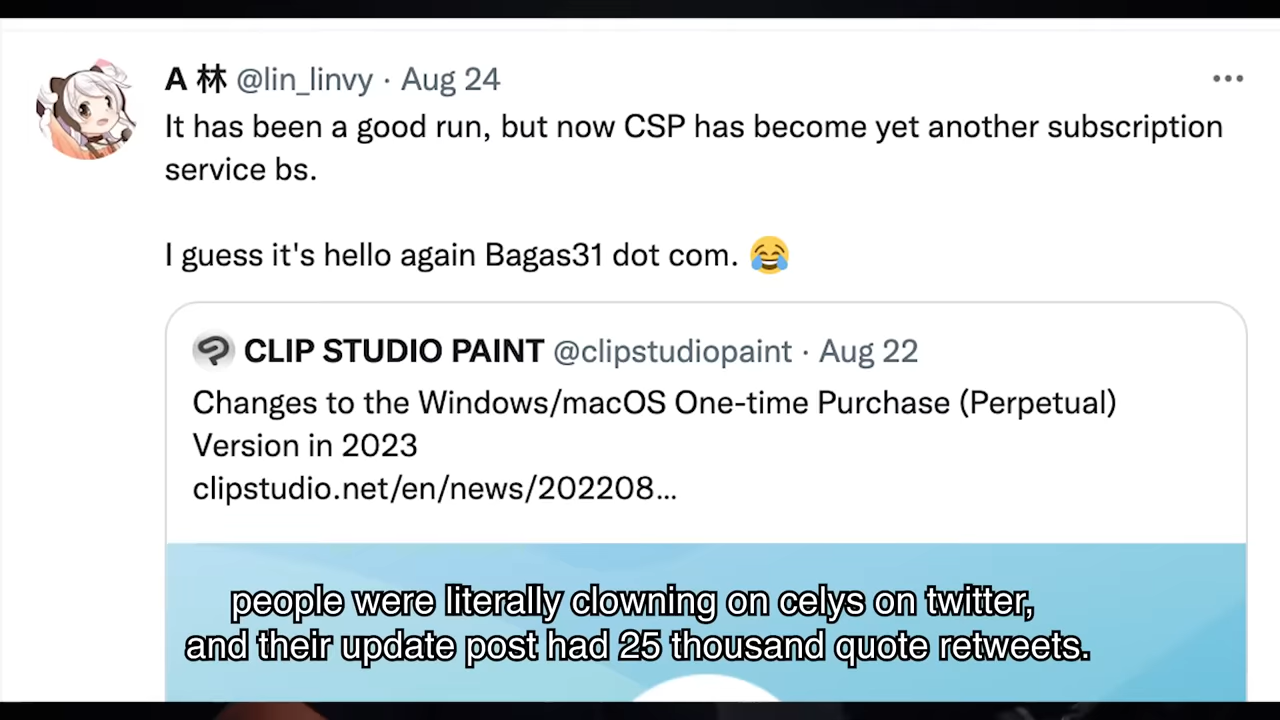 A 林 @lin_linvy · Aug 24
It has been a good run, but now CSP has become yet another subscription
service bs.
I guess it's hello again Bagas31 dot com. 😂
CLIP STUDIO PAINT @clipstudiopaint · Aug 22
Changes to the Windows/macOS One-time Purchase (Perpetual)
Version in 2023
clipstudio.net/en/news/202208...
people were literally clowning on celys on twitter,
and their update post had 25 thousand quote retweets.